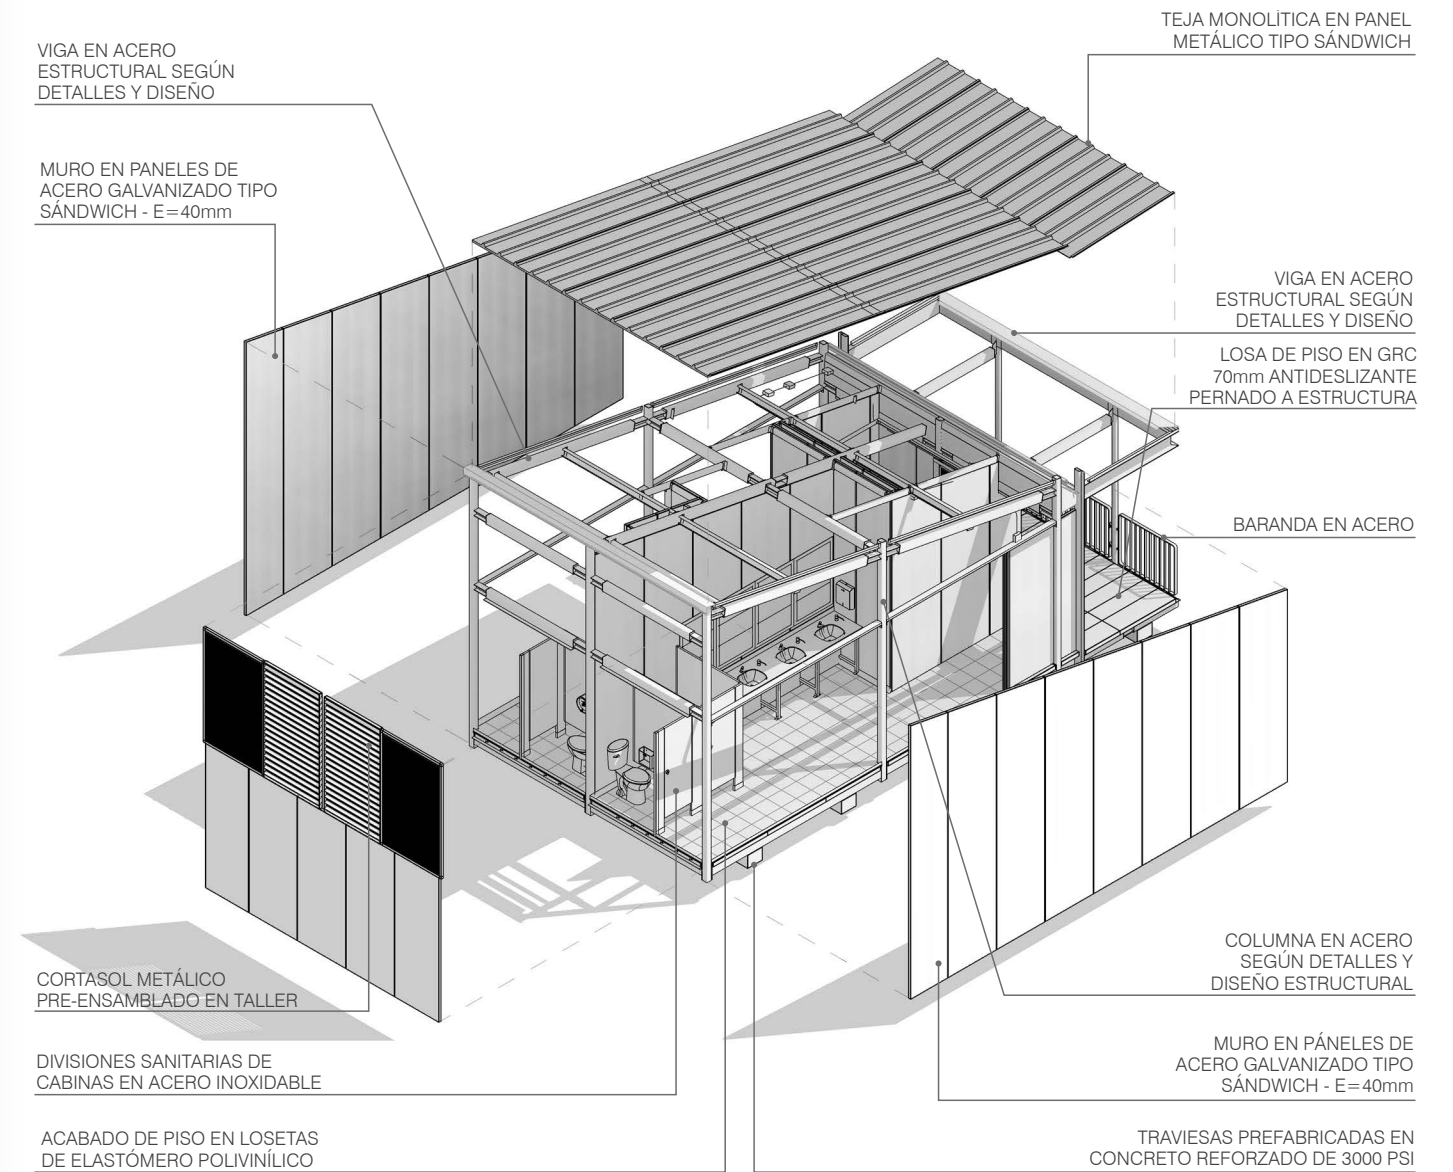 VIGA EN ACERO
ESTRUCTURAL SEGÚN
DETALLES Y DISEÑO
MURO EN PANELES DE
ACERO GALVANIZADO TIPO
SÁNDWICH - E=40mm
CORTASOL METÁLICO
PRE-ENSAMBLADO EN TALLER
DIVISIONES SANITARIAS DE
CABINAS EN ACERO INOXIDABLE
ACABADO DE PISO EN LOSETAS
DE ELASTÓMERO POLIVINÍLICO
TEJA MONOLÍTICA EN PANEL
METÁLICO TIPO SÁNDWICH
VIGA EN ACERO
ESTRUCTURAL SEGÚN
DETALLES Y DISEÑO
LOSA DE PISO EN GRC
70mm ANTIDESLIZANTE
PERNADO A ESTRUCTURA
BARANDA EN ACERO
COLUMNA EN ACERO
SEGÚN DETALLES Y
DISEÑO ESTRUCTURAL
MURO EN PÁNELES DE
ACERO GALVANIZADO TIPO
SÁNDWICH - E=40mm
TRAVIESAS PREFABRICADAS EN
CONCRETO REFORZADO DE 3000 PSI